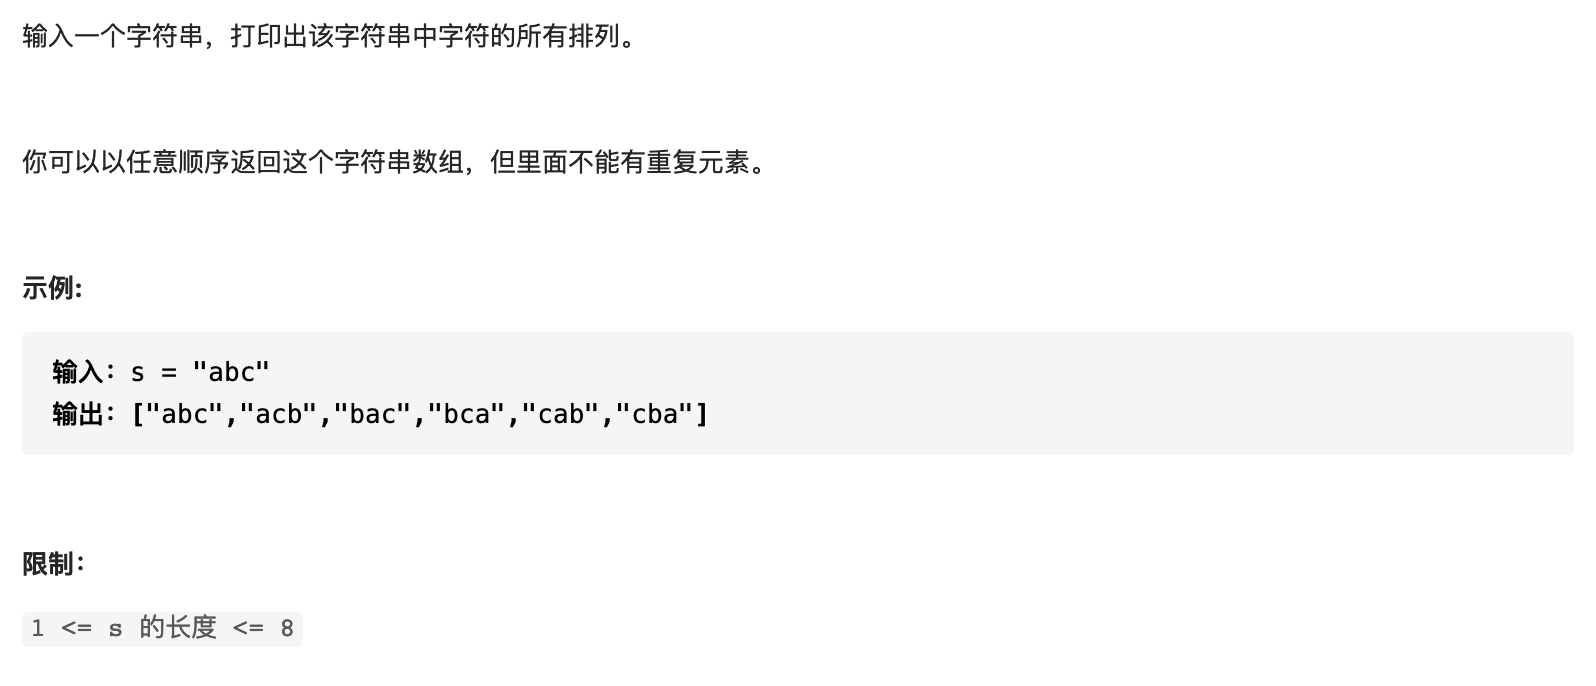 输入一个字符串，打印出该字符串中字符的所有排列。
你可以以任意顺序返回这个字符串数组，但里面不能有重复元素。
示例:
输入：s = "abc"
输出：["abc","acb","bac","bca","cab","cba"]
限制：
1 <= s 的长度 <= 8